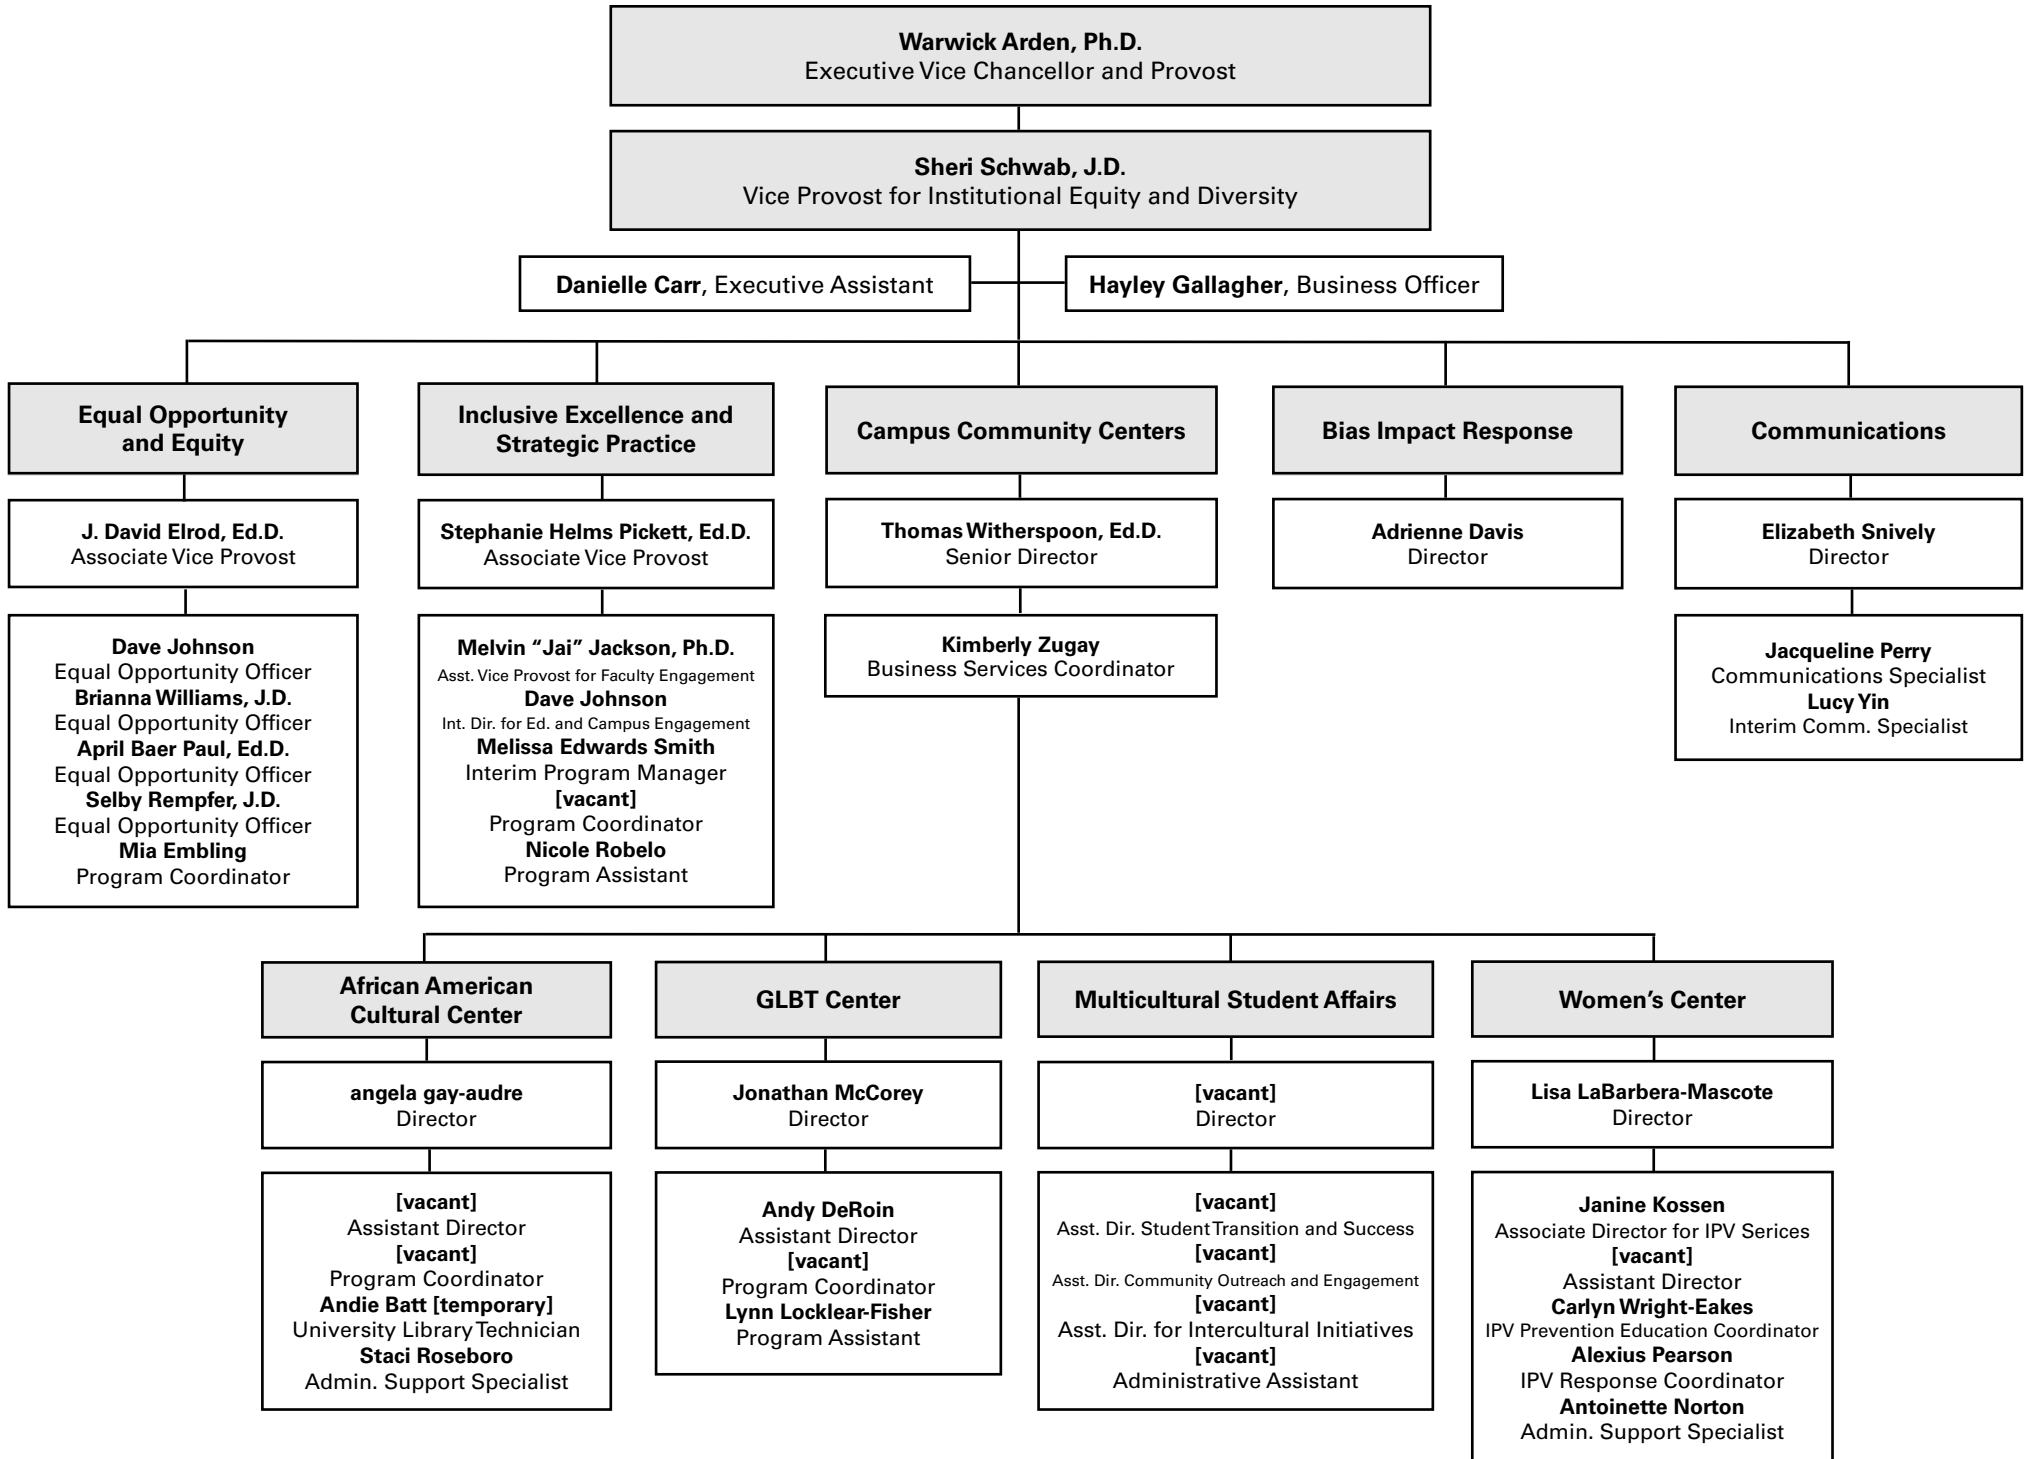 Warwick Arden, Ph.D.
Executive Vice Chancellor and Provost
Sheri Schwab, J.D.
Vice Provost for Institutional Equity and Diversity
Danielle Carr, Executive Assistant
Hayley Gallagher, Business Officer
Equal Opportunity
and Equity
J. David Elrod, Ed.D.
Associate Vice Provost
Dave Johnson
Equal Opportunity Officer
Brianna Williams, J.D.
Equal Opportunity Officer
April Baer Paul, Ed.D.
Equal Opportunity Officer
Selby Rempfer, J.D.
Equal Opportunity Officer
Mia Embling
Program Coordinator
Inclusive Excellence and
Strategic Practice
Stephanie Helms Pickett, Ed.D.
Associate Vice Provost
Melvin “Jai” Jackson, Ph.D.
Asst. Vice Provost for Faculty Engagement
Dave Johnson
Int. Dir. for Ed. and Campus Engagement
Melissa Edwards Smith
Interim Program Manager
[vacant]
Program Coordinator
Nicole Robelo
Program Assistant
Campus Community Centers
Thomas Witherspoon, Ed.D.
Senior Director
Kimberly Zugay
Business Services Coordinator
Bias Impact Response
Adrienne Davis
Director
Communications
Elizabeth Snively
Director
Jacqueline Perry
Communications Specialist
Lucy Yin
Interim Comm. Specialist
African American
Cultural Center
angela gay-audre
Director
[vacant]
Assistant Director
[vacant]
Program Coordinator
Andie Batt [temporary]
University Library Technician
Staci Roseboro
Admin. Support Specialist
GLBT Center
Jonathan McCorey
Director
Andy DeRoin
Assistant Director
[vacant]
Program Coordinator
Lynn Locklear-Fisher
Program Assistant
Multicultural Student Affairs
[vacant]
Director
[vacant]
Asst. Dir. Student Transition and Success
[vacant]
Asst. Dir. Community Outreach and Engagement
[vacant]
Asst. Dir. for Intercultural Initiatives
[vacant]
Administrative Assistant
Women’s Center
Lisa LaBarbera-Mascote
Director
Janine Kossen
Associate Director for IPV Serices
[vacant]
Assistant Director
Carlyn Wright-Eakes
IPV Prevention Education Coordinator
Alexius Pearson
IPV Response Coordinator
Antoinette Norton
Admin. Support Specialist